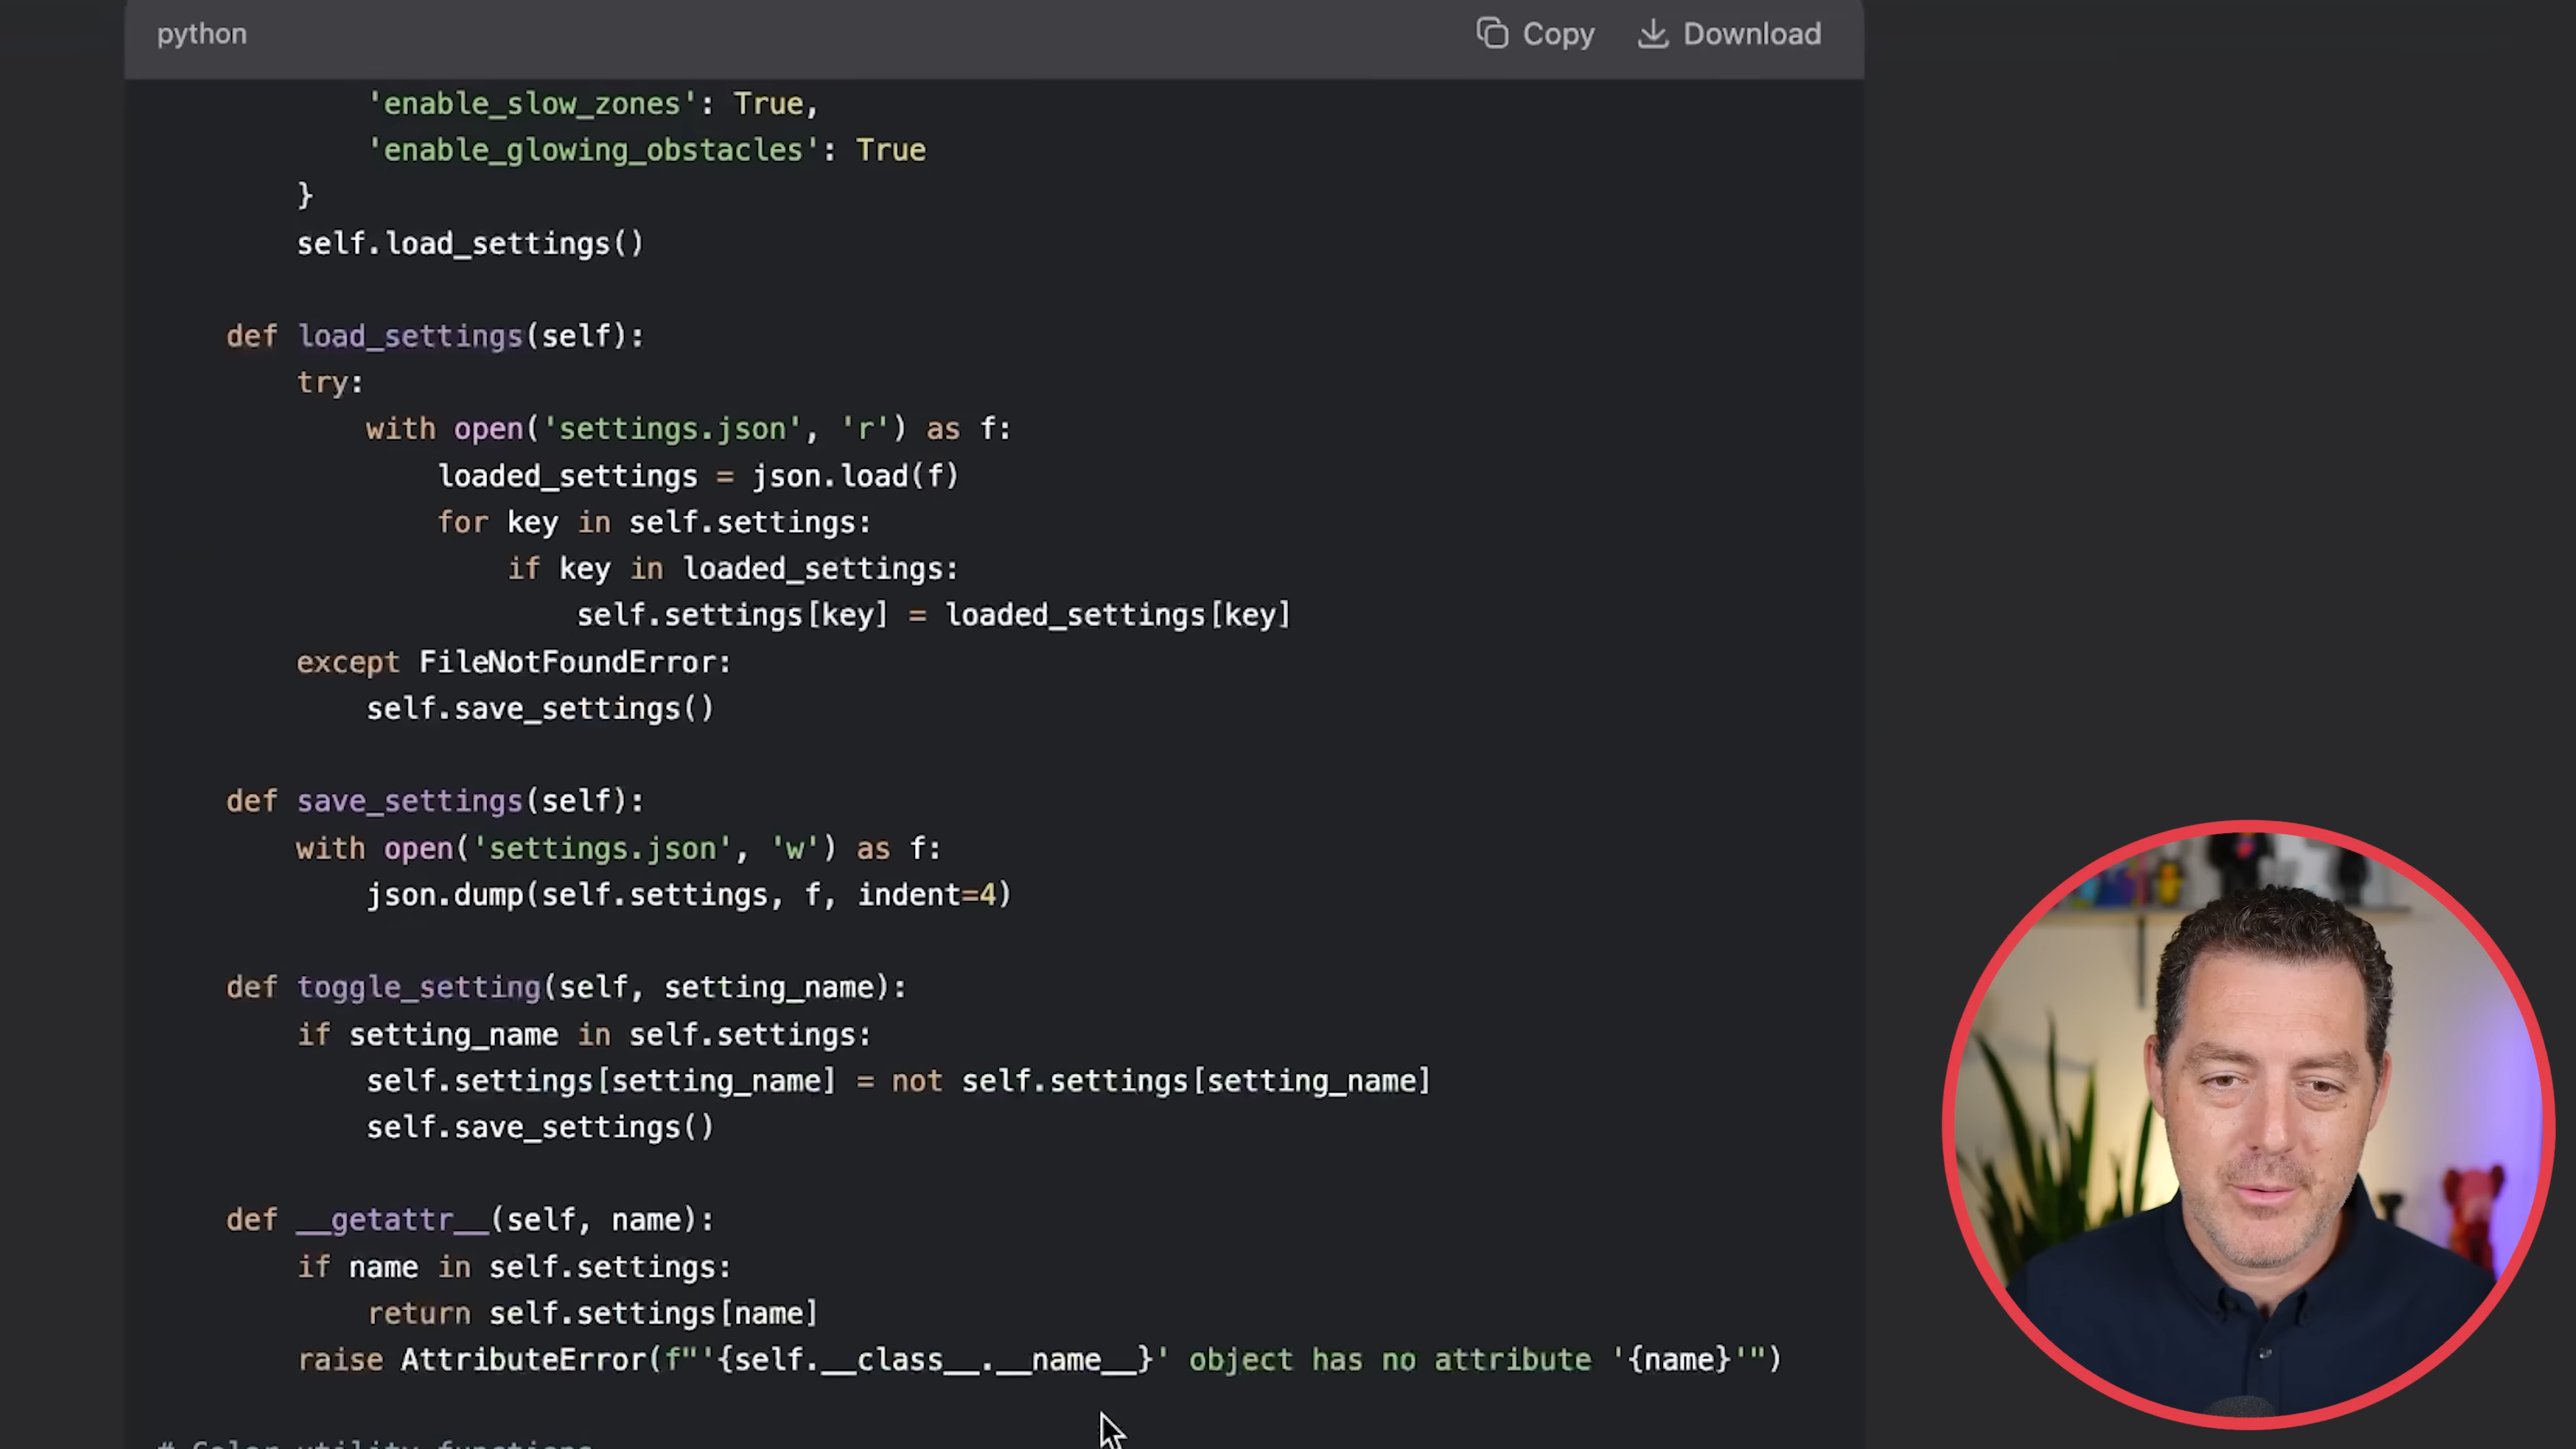 python
Copy
Download
'enable_slow_zones': True,
'enable_glowing_obstacles': True
}
self.load_settings()
def load_settings(self):
try:
with open('settings.json', 'r') as f:
loaded_settings = json.load(f)
for key in self.settings:
if key in loaded_settings:
self.settings[key] = loaded_settings[key]
except FileNotFoundError:
self.save_settings()
def save_settings(self):
with open('settings.json', 'w') as f:
json.dump(self.settings, f, indent=4)
def toggle_setting(self, setting_name):
if setting_name in self.settings:
self.settings[setting_name] = not self.settings[setting_name]
self.save_settings()
def __getattr__(self, name):
if name in self.settings:
return self.settings[name]
raise AttributeError(f"'{self.__class__.__name__}' object has no attribute '{name}'")
# Color utility functions